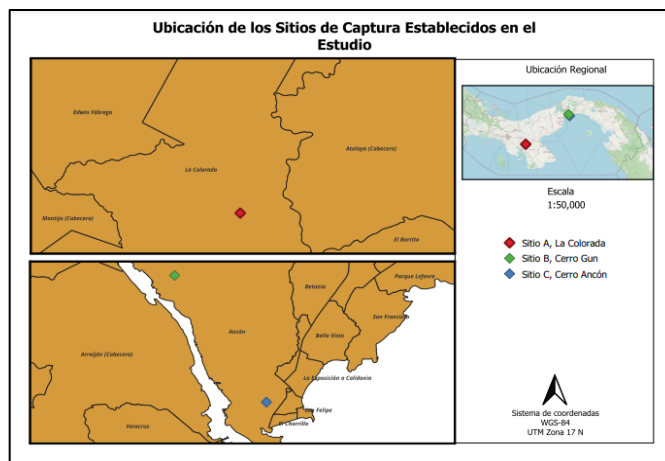 Ubicación de los Sitios de Captura Establecidos en el
Estudio
Edwin Fábrega
La Colorada
Atalaya (Cabecera)
Montijo (Cabecera)
El Barrito
Ubicación Regional
Escala
1:50,000
Sitio A, La Colorada
Sitio B, Cerro Gun
Sitio C, Cerro Ancón
Parque Lefevre
Betania
San Francisco
Ancón
Bella Vista
Arraiján (Cabecera)
La Exposición o Calidonia
Felipe
El Chorrillo
Veracruz
Sistema de coordenadas
WGS-84
UTM Zona 17 N